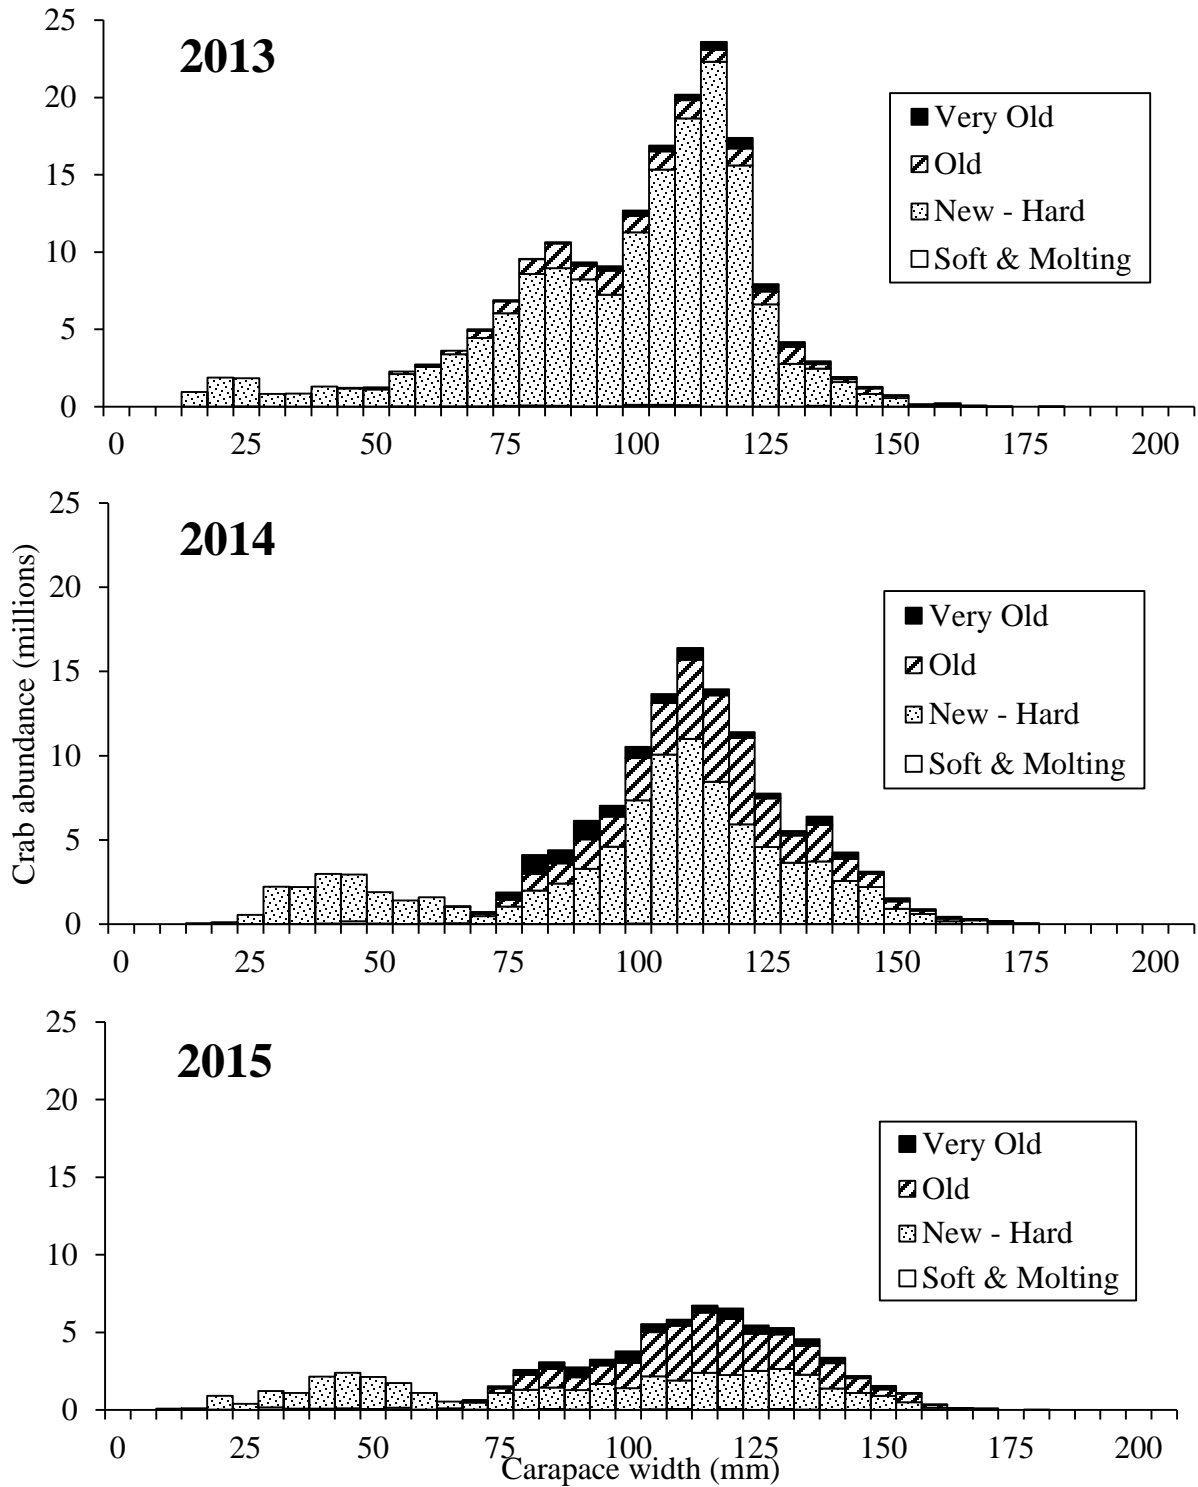 25
2013
20
Very Old
Old
15
New - Hard
10
Soft & Molting
5
0
0 25 50 75 100 125 150 175 200
25
2014
20
Very Old
15
Old
New - Hard
10
Soft & Molting
5
0
0 25 50 75 100 125 150 175 200
Crab abundance (millions)
25
2015
20
Very Old
15
Old
10
New - Hard
Soft & Molting
5
0
0 25 50 75 100 125 150 175 200
Carapace width (mm)